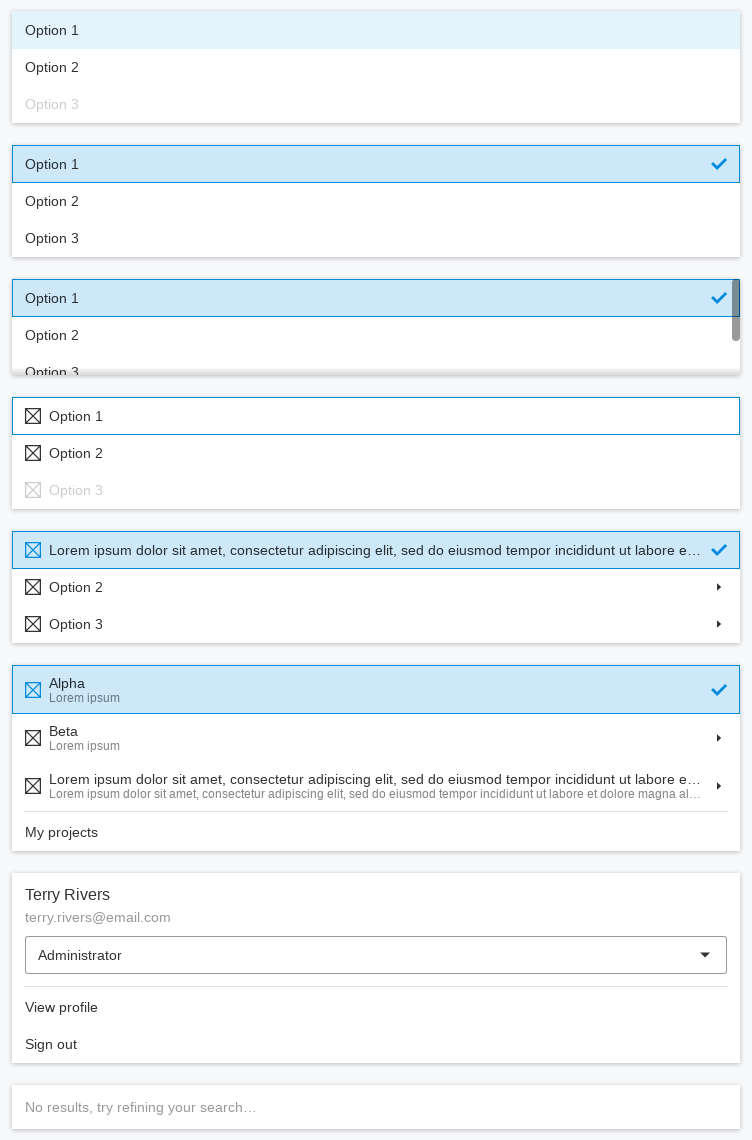 Option 1
Option 2
Option 3
Option 1
Option 2
Option 3
Option 1
Option 2
Option 3
Option 1
Option 2
Option 3
Lorem ipsum dolor sit amet, consectetur adipiscing elit, sed do eiusmod tempor incididunt ut labore e…
Option 2
Option 3
Alpha
Lorem ipsum
Beta
Lorem ipsum
Lorem ipsum dolor sit amet, consectetur adipiscing elit, sed do eiusmod tempor incididunt ut labore e…
Lorem ipsum dolor sit amet, consectetur adipiscing elit, sed do eiusmod tempor incididunt ut labore et dolore magna al…
My projects
Terry Rivers
terry.rivers@email.com
Administrator
View profile
Sign out
No results, try refining your search…